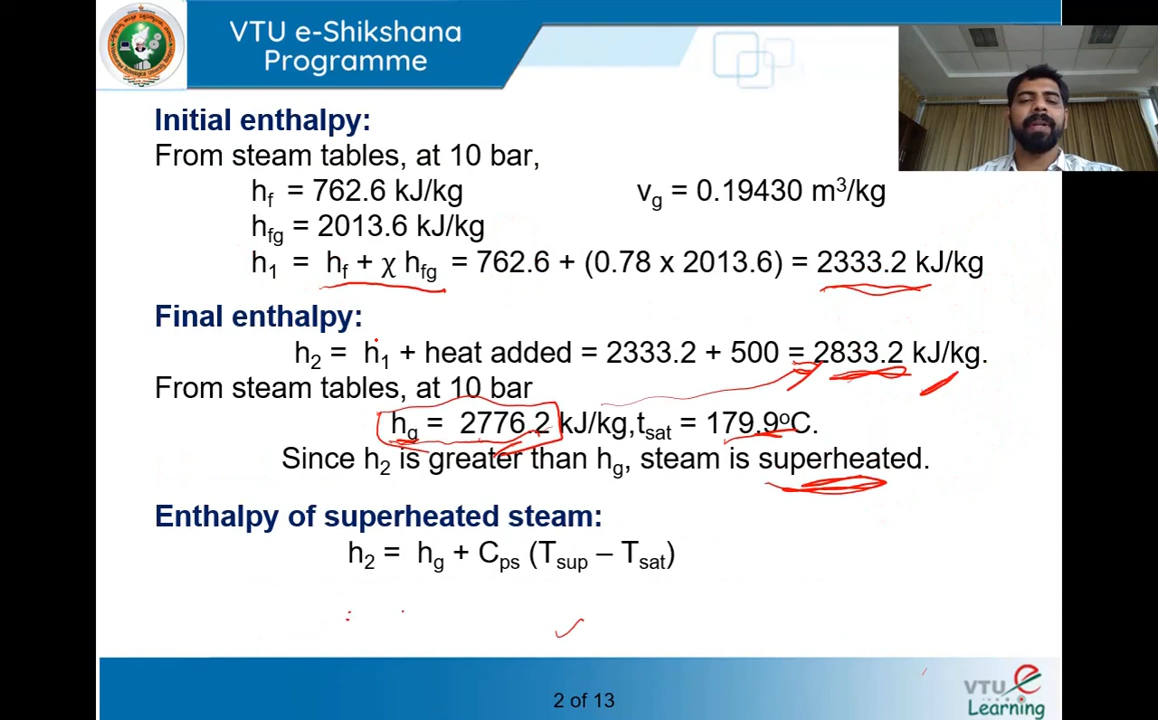 VTU e-Shikshana
Programme
Initial enthalpy:
From steam tables, at 10 bar,
hf = 762.6 kJ/kg vg = 0.19430 m³/kg
hfg = 2013.6 kJ/kg
h1 = hf + χ hfg = 762.6 + (0.78 x 2013.6) = 2333.2 kJ/kg
Final enthalpy:
h2 = h1 + heat added = 2333.2 + 500 = 2833.2 kJ/kg.
From steam tables, at 10 bar
hg = 2776.2 kJ/kg,tsat = 179.9oC.
Since h2 is greater than hg, steam is superheated.
Enthalpy of superheated steam:
h2 = hg + Cps (Tsup – Tsat)
2 of 13
VTU e
Learning